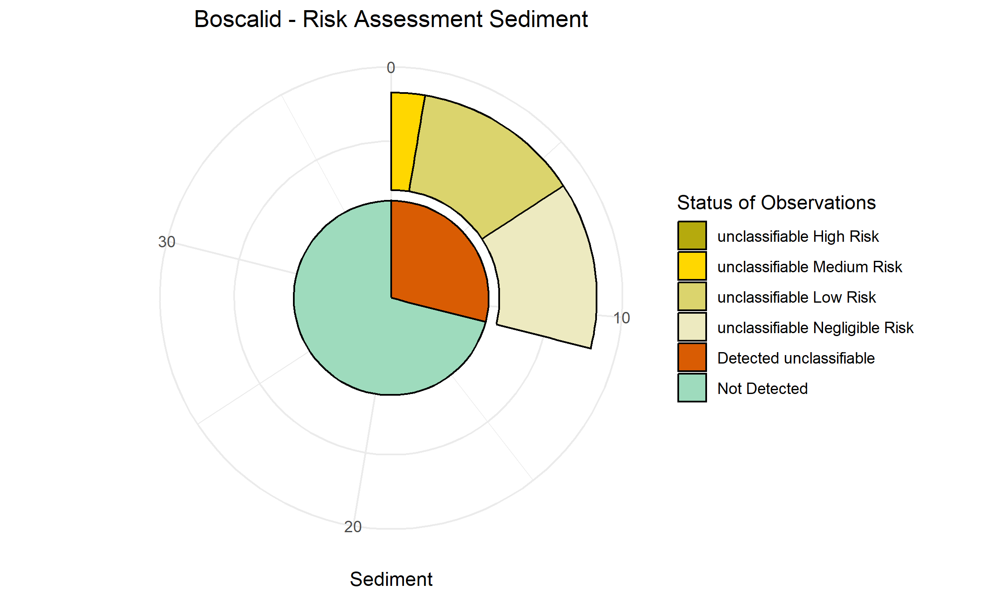 Boscalid - Risk Assessment Sediment
0
30
10
20
Sediment
Status of Observations
unclassifiable High Risk
unclassifiable Medium Risk
unclassifiable Low Risk
unclassifiable Negligible Risk
Detected unclassifiable
Not Detected